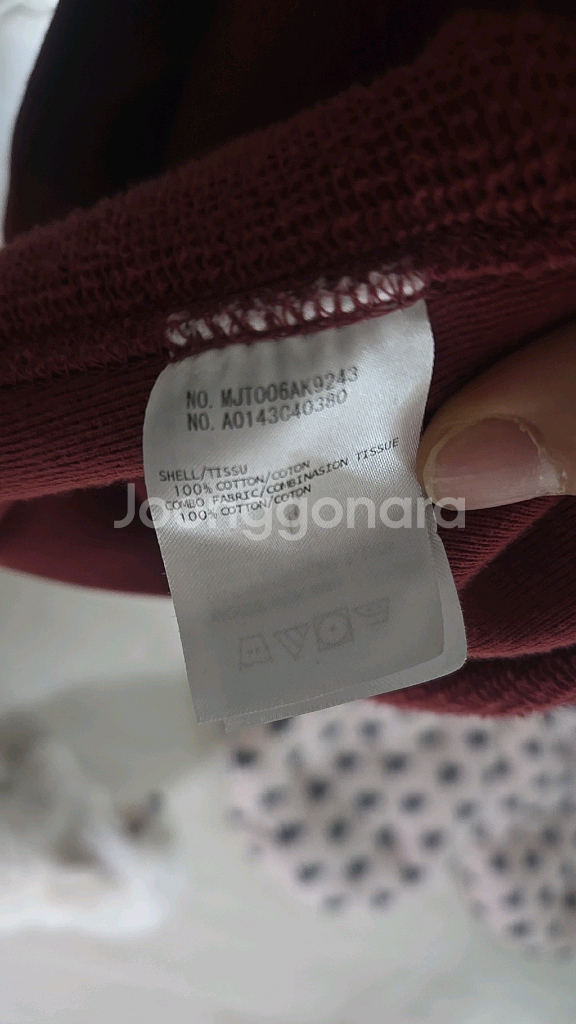 NO. MJT006AK9243
NO. A0143C40380
SHELL/TISSU
100% COTTON/COTON
COMBO FABRIC/COMBINASION TISSUE
100% COTTON/COTON
Joonggonara